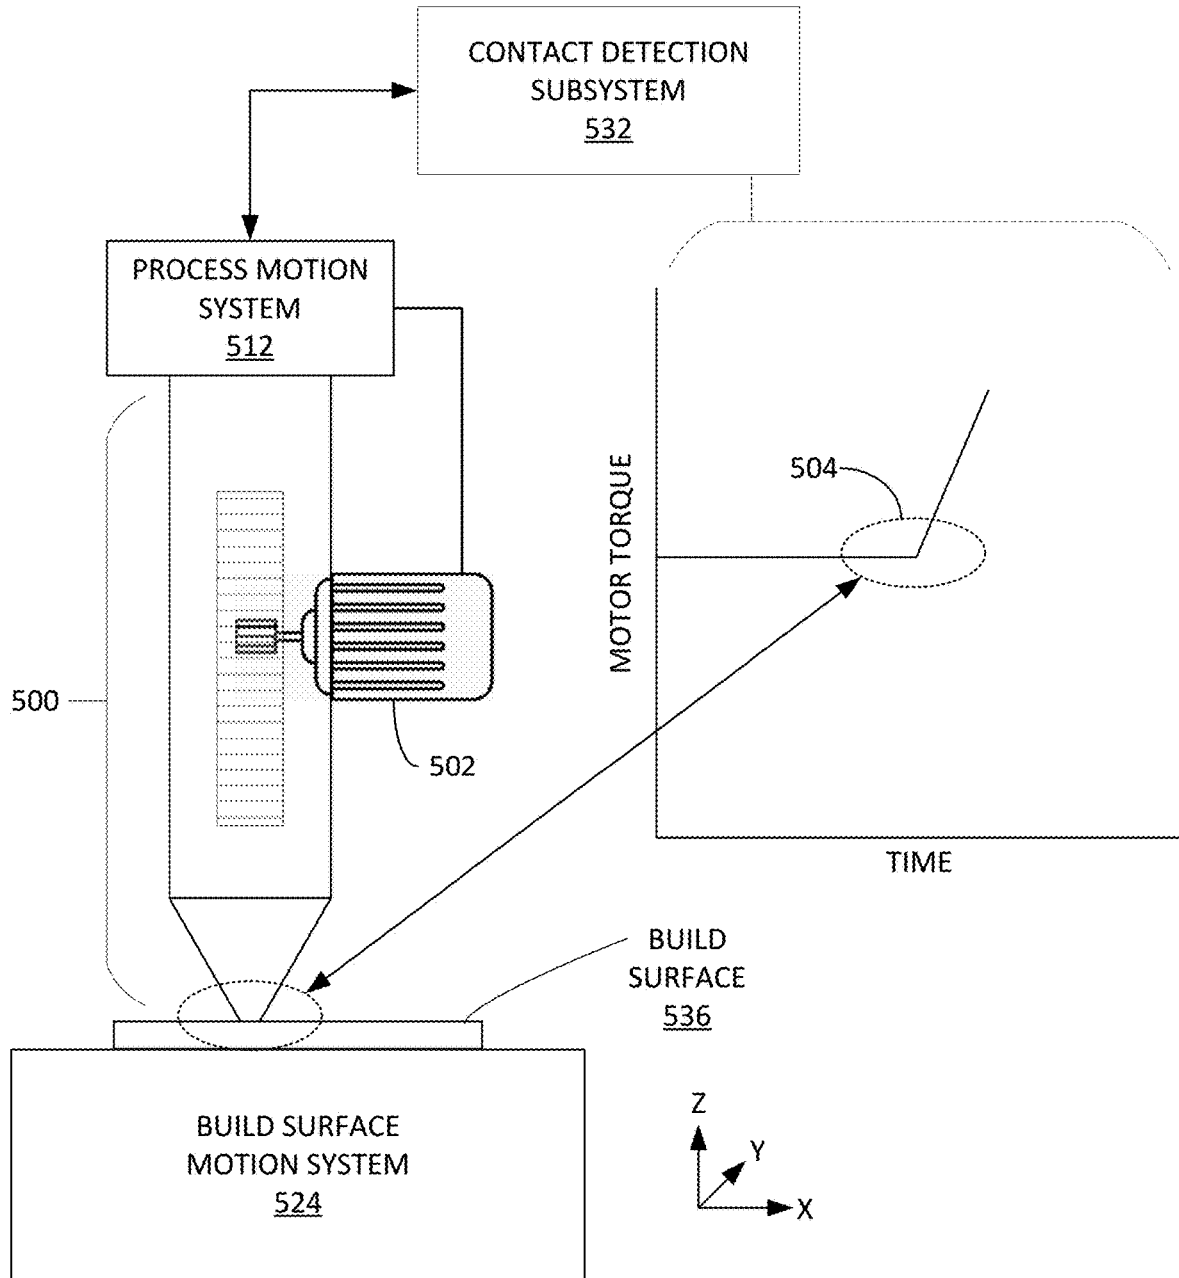 CONTACT DETECTION
SUBSYSTEM
532
PROCESS MOTION
SYSTEM
512
504
MOTOR TORQUE
500
502
TIME
BUILD
SURFACE
536
BUILD SURFACE
MOTION SYSTEM
524
Z
Y
X